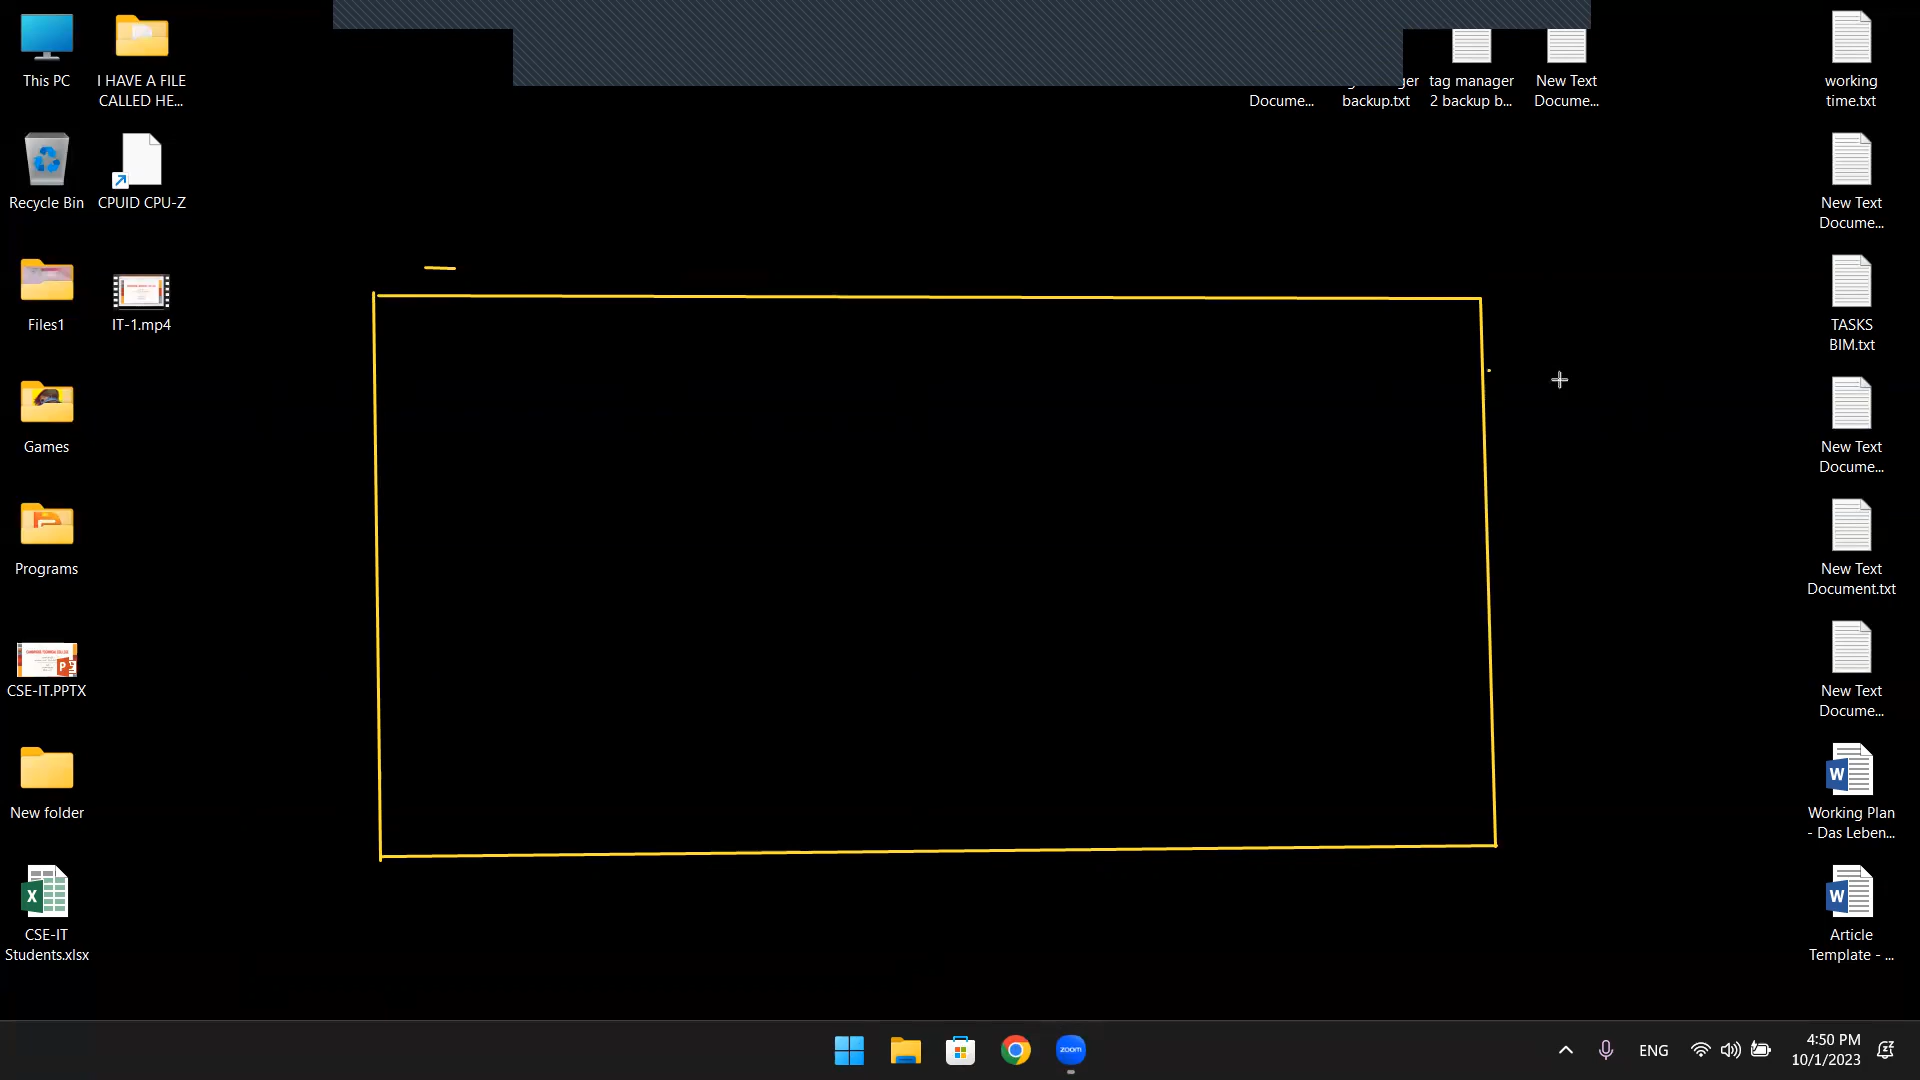 This PC
I HAVE A FILE
CALLED HE...
Recycle Bin
CPUID CPU-Z
Files1
IT-1.mp4
Games
Programs
CSE-IT.PPTX
New folder
CSE-IT
Students.xlsx
Docume...
backup.txt
tag manager
2 backup b...
New Text
Docume...
working
time.txt
New Text
Docume...
TASKS
BIM.txt
New Text
Docume...
New Text
Document.txt
New Text
Docume...
Working Plan
- Das Leben...
Article
Template - ...
zoom
ENG
4:50 PM
10/1/2023